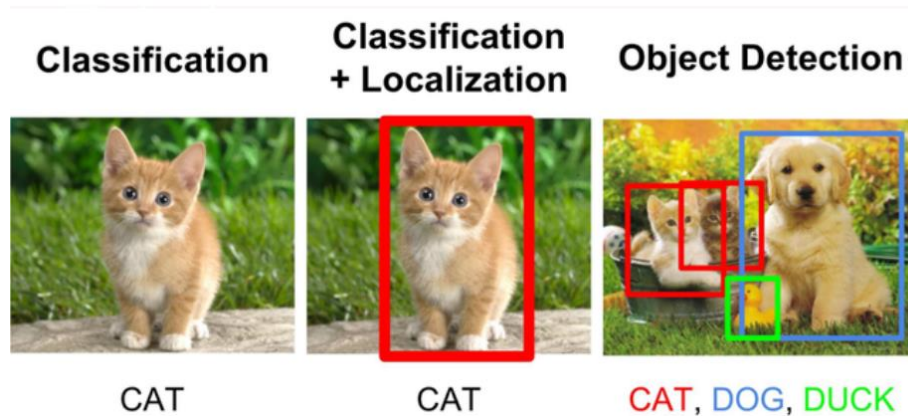 Classification
Classification
+ Localization
Object Detection
CAT
CAT
CAT, DOG, DUCK